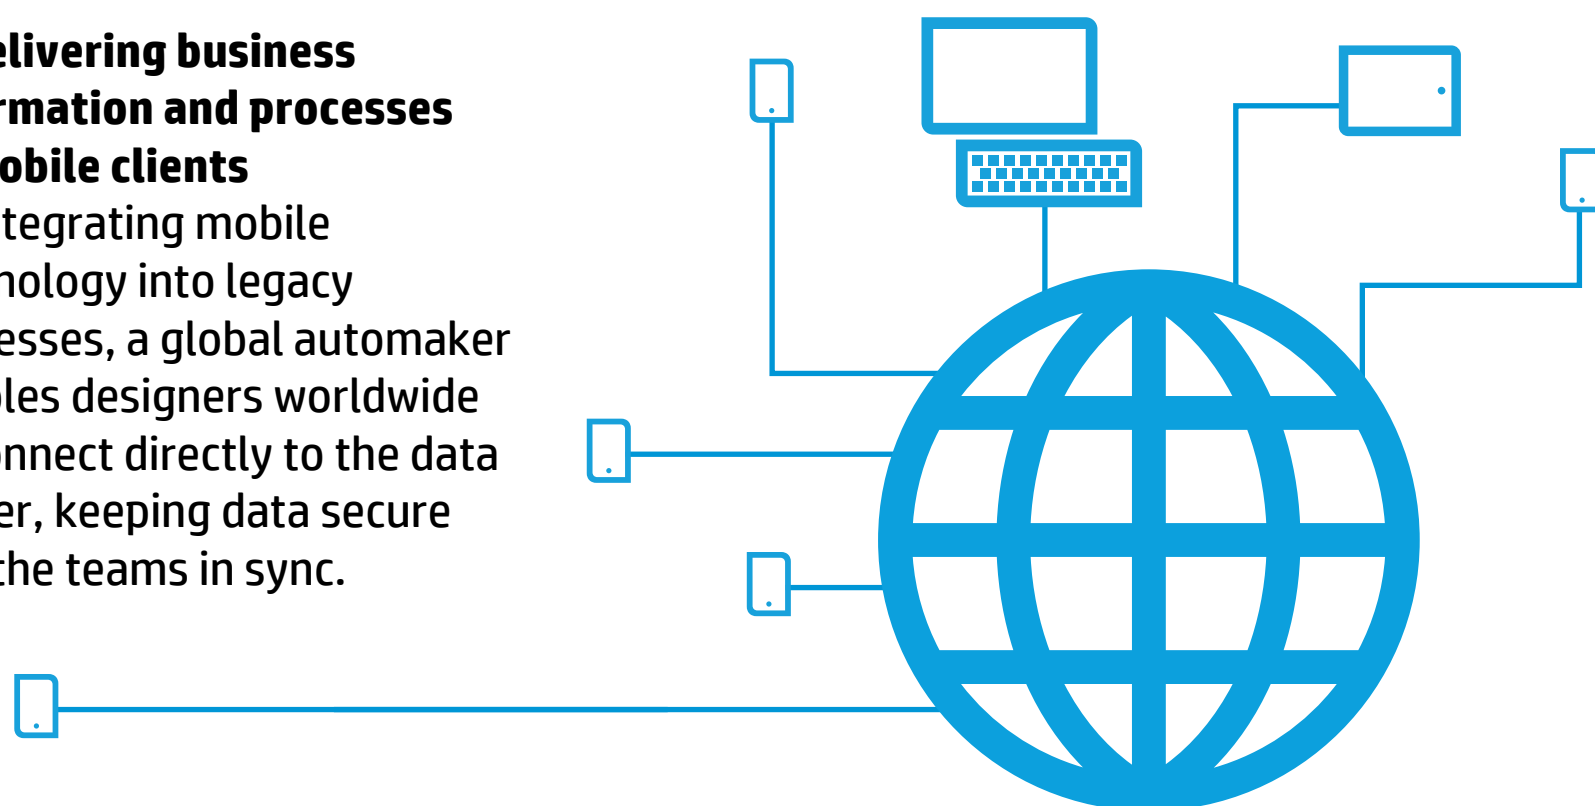 elivering business
rmation and processes
obile clients
tegrating mobile
nology into legacy
esses, a global automaker
les designers worldwide
nnect directly to the data
er, keeping data secure
the teams in sync.